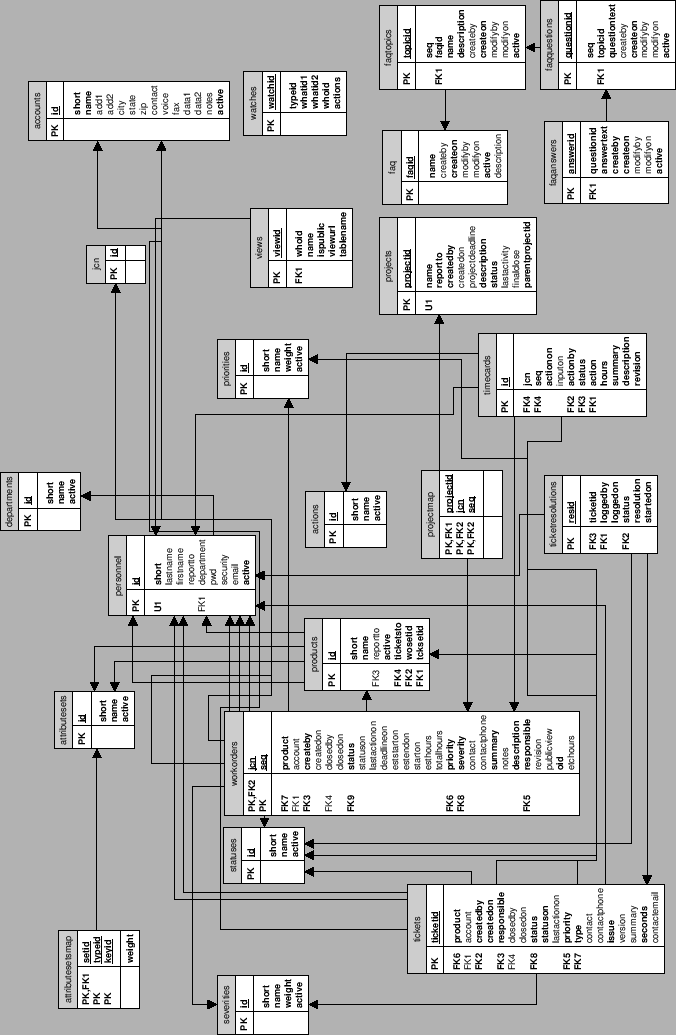 attributesetsmap
PK,FK1 setid
PK typeid
PK keyid
weight
attributesets
PK id
short
name
active
departments
PK id
short
name
active
accounts
PK id
short
name
add1
add2
city
state
zip
contact
voice
fax
data1
data2
notes
active
personnel
PK id
U1 short
lastname
firstname
reportto
FK1 department
pwd
security
email
active
jcn
PK id
severities
PK id
short
name
weight
active
statuses
PK id
short
name
active
workorders
PK,FK2 jcn
PK seq
FK7 product
FK1 account
FK3 createby
createdon
FK4 closedby
closedon
FK9 status
statuson
lastactionon
deadlineon
eststarton
estendon
starton
esthours
totalhours
FK6 priority
FK8 severity
contact
contactphone
summary
notes
description
FK5 responsible
revision
publicview
oid
etchours
priorities
PK id
short
name
weight
active
watches
PK watchid
typeid
whatid1
whatid2
whoid
actions
views
PK viewid
FK1 whoid
name
ispublic
viewurl
tablename
products
PK id
short
name
FK3 reportto
active
FK4 ticketsto
FK2 wosetid
FK1 tcksetid
actions
PK id
short
name
active
tickets
PK ticketid
FK6 product
FK1 account
FK2 createdby
createdon
FK3 responsible
FK4 closedby
closedon
FK8 status
statuson
lastactionon
FK5 priority
FK7 type
contact
contactphone
issue
version
summary
seconds
contactemail
projectmap
PK,FK1 projectid
PK,FK2 jcn
PK,FK2 seq
projects
PK projectid
U1 name
reportto
createdby
createdon
projectdeadline
description
status
lastactivity
finaldose
parentprojectid
faq
PK faqid
name
createby
createon
modifyby
modifyon
active
description
faqtopics
PK topicid
seq
FK1 faqid
name
description
createby
createon
modifyby
modifyon
active
timecards
PK id
FK4 jcn
FK4 seq
actionon
inputon
FK2 actionby
FK3 status
FK1 action
hours
summary
description
revision
ticketresolutions
PK resid
FK3 ticketid
FK1 loggedby
loggedon
FK2 status
resolution
startedon
faqanswers
PK answerid
FK1 questionid
answertext
createby
createon
modifyby
modifyon
active
faqquestions
PK questionid
seq
FK1 topicid
questiontext
createby
createon
modifyby
modifyon
active